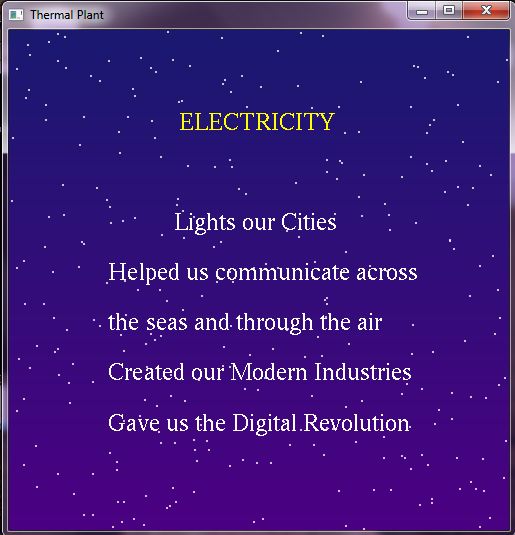 Thermal Plant
ELECTRICITY
Lights our Cities
Helped us communicate across
the seas and through the air
Created our Modern Industries
Gave us the Digital Revolution